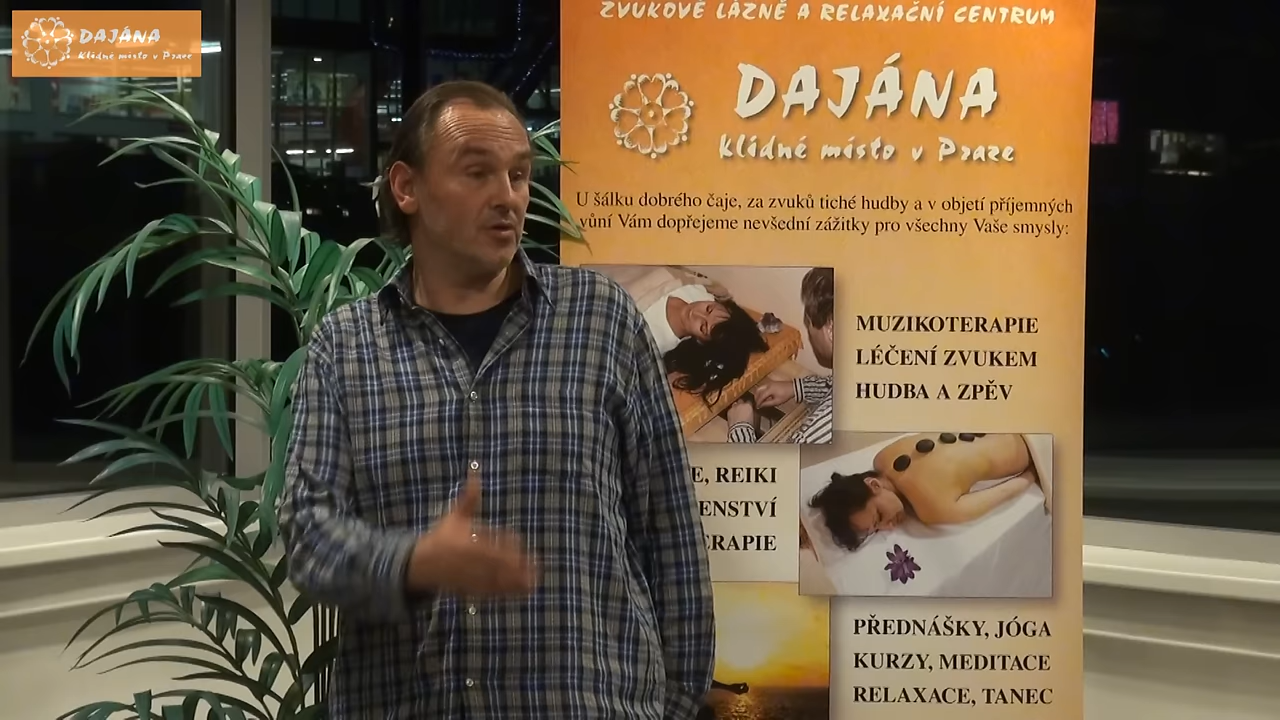 DAJÁNA
Klidné místo v Praze
ZVUKOVÉ LÁZNĚ A RELAXAČNÍ CENTRUM
DAJÁNA
Klidné místo v Praze
U šálku dobrého čaje, za zvuků tiché hudby a v objetí příjemných
vůní Vám dopřejeme nevšední zážitky pro všechny Vaše smysly:
MUZIKOTERAPIE
LÉČENÍ ZVUKEM
HUDBA A ZPĚV
E, REIKI
ENSTVÍ
ERAPIE
PŘEDNÁŠKY, JÓGA
KURZY, MEDITACE
RELAXACE, TANEC